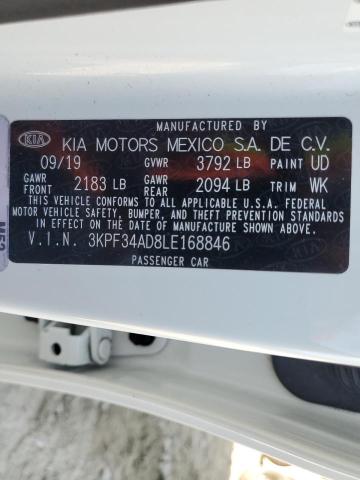 MANUFACTURED BY
KIA KIA MOTORS MEXICO S.A. DE C.V.
09/19 GVWR 3792 LB PAINT UD
GAWR FRONT 2183 LB GAWR REAR 2094 LB TRIM WK
THIS VEHICLE CONFORMS TO ALL APPLICABLE U.S.A. FEDERAL
MOTOR VEHICLE SAFETY, BUMPER, AND THEFT PREVENTION STANDARDS
IN EFFECT ON THE DATE OF MANUFACTURE SHOWN ABOVE.
V.I.N. 3KPF34AD8LE168846
PASSENGER CAR